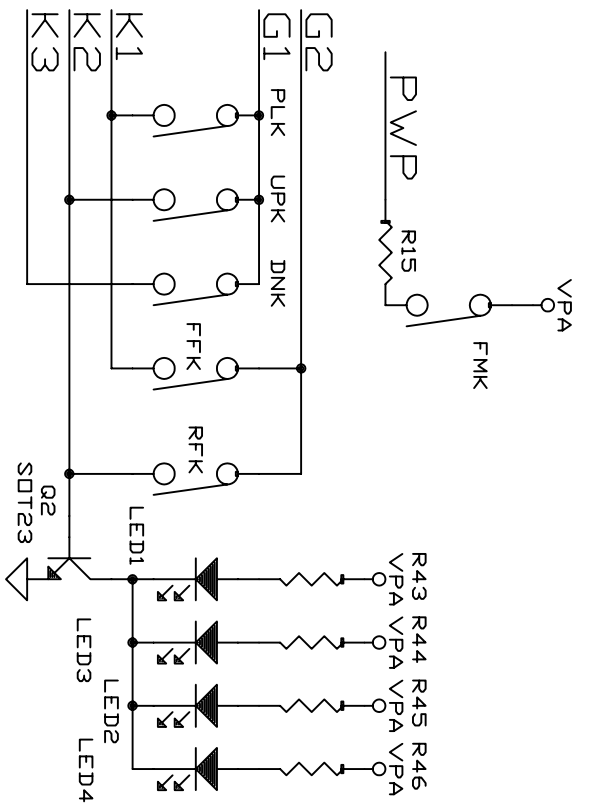 VPA
PWP
R15
FMK
G2
G1
K1
K2
K3
PLK
UPK
DNK
FFK
RFK
Q2
SOT23
LED1
LED3
LED2
LED4
R43
VPA
R44
VPA
R45
VPA
R46
VPA